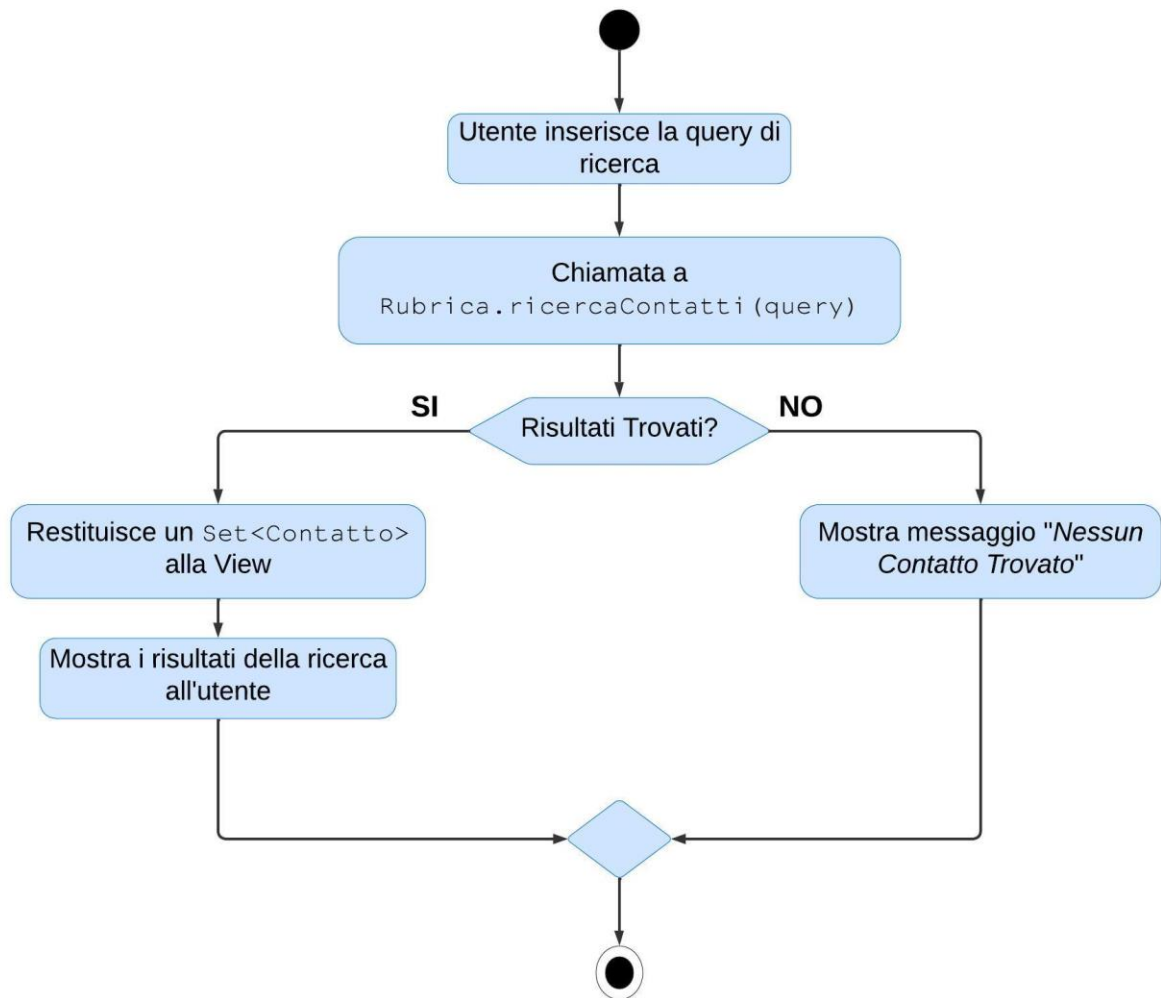 Utente inserisce la query di
ricerca
Chiamata a
Rubrica.ricercaContatti(query)
SI
NO
Risultati Trovati?
Restituisce un Set<Contatto>
alla View
Mostra messaggio "Nessun
Contatto Trovato"
Mostra i risultati della ricerca
all'utente